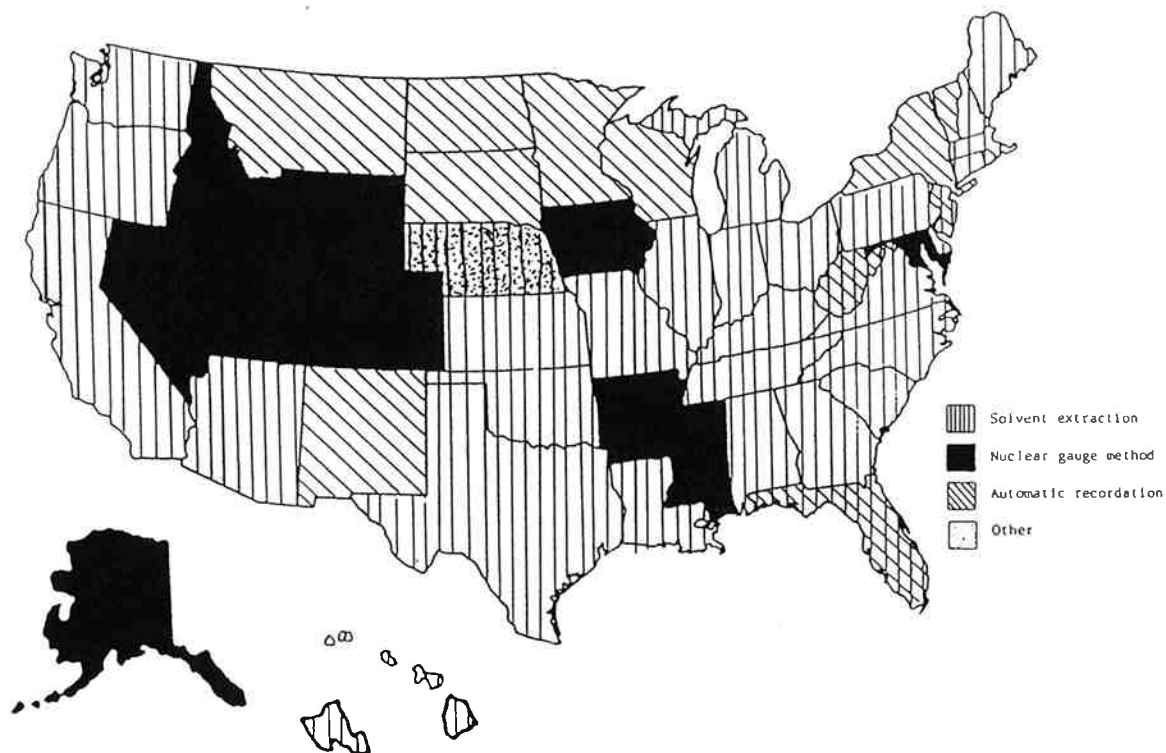 Solvent extraction
Nuclear gauge method
Automatic recordation
Other